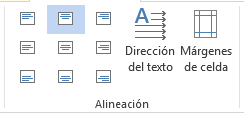 Dirección
del texto
Márgenes
de celda
Alineación